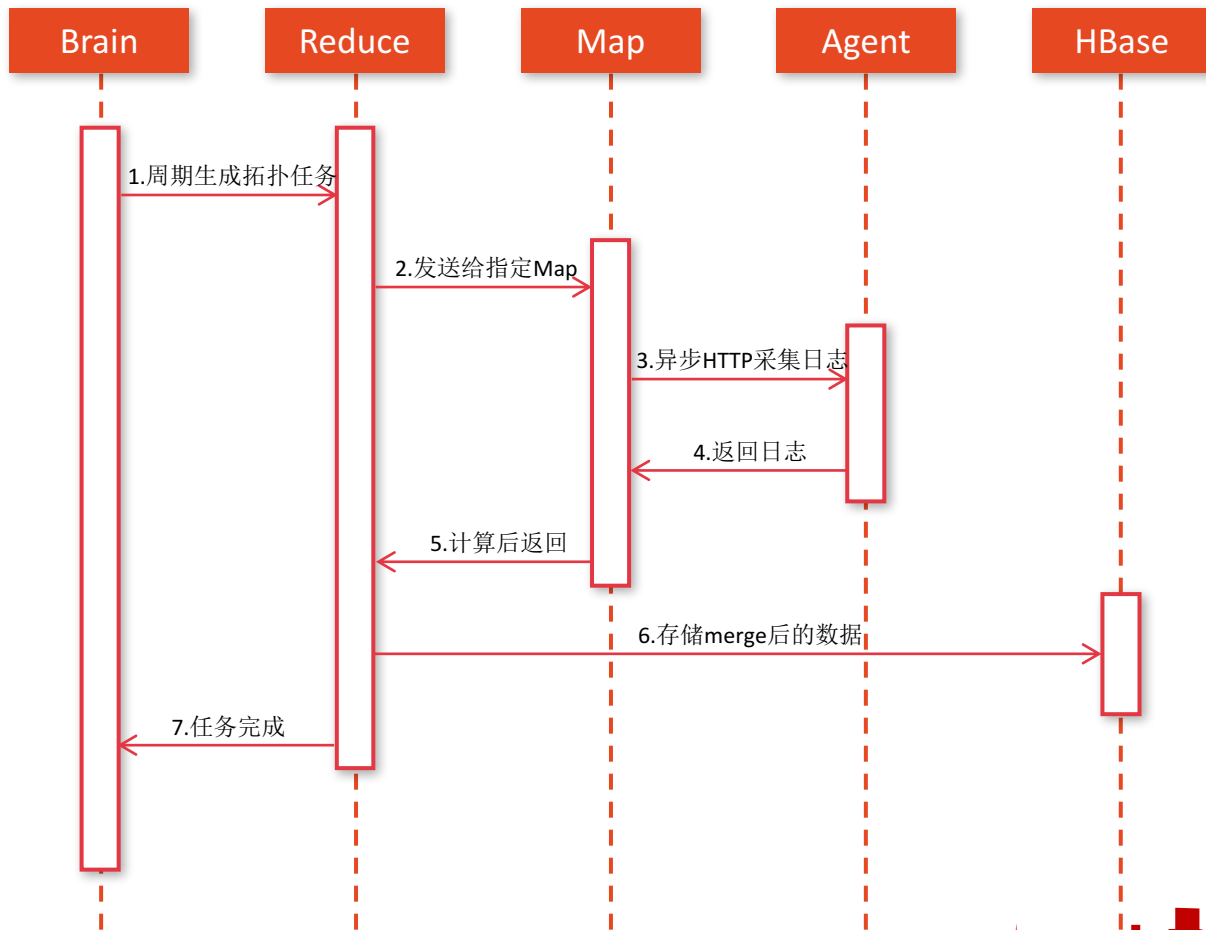 Brain
Reduce
Map
Agent
HBase
1.周期生成拓扑任务
2.发送给指定Map
3.异步HTTP采集日志
4.返回日志
5.计算后返回
6.存储merge后的数据
7.任务完成